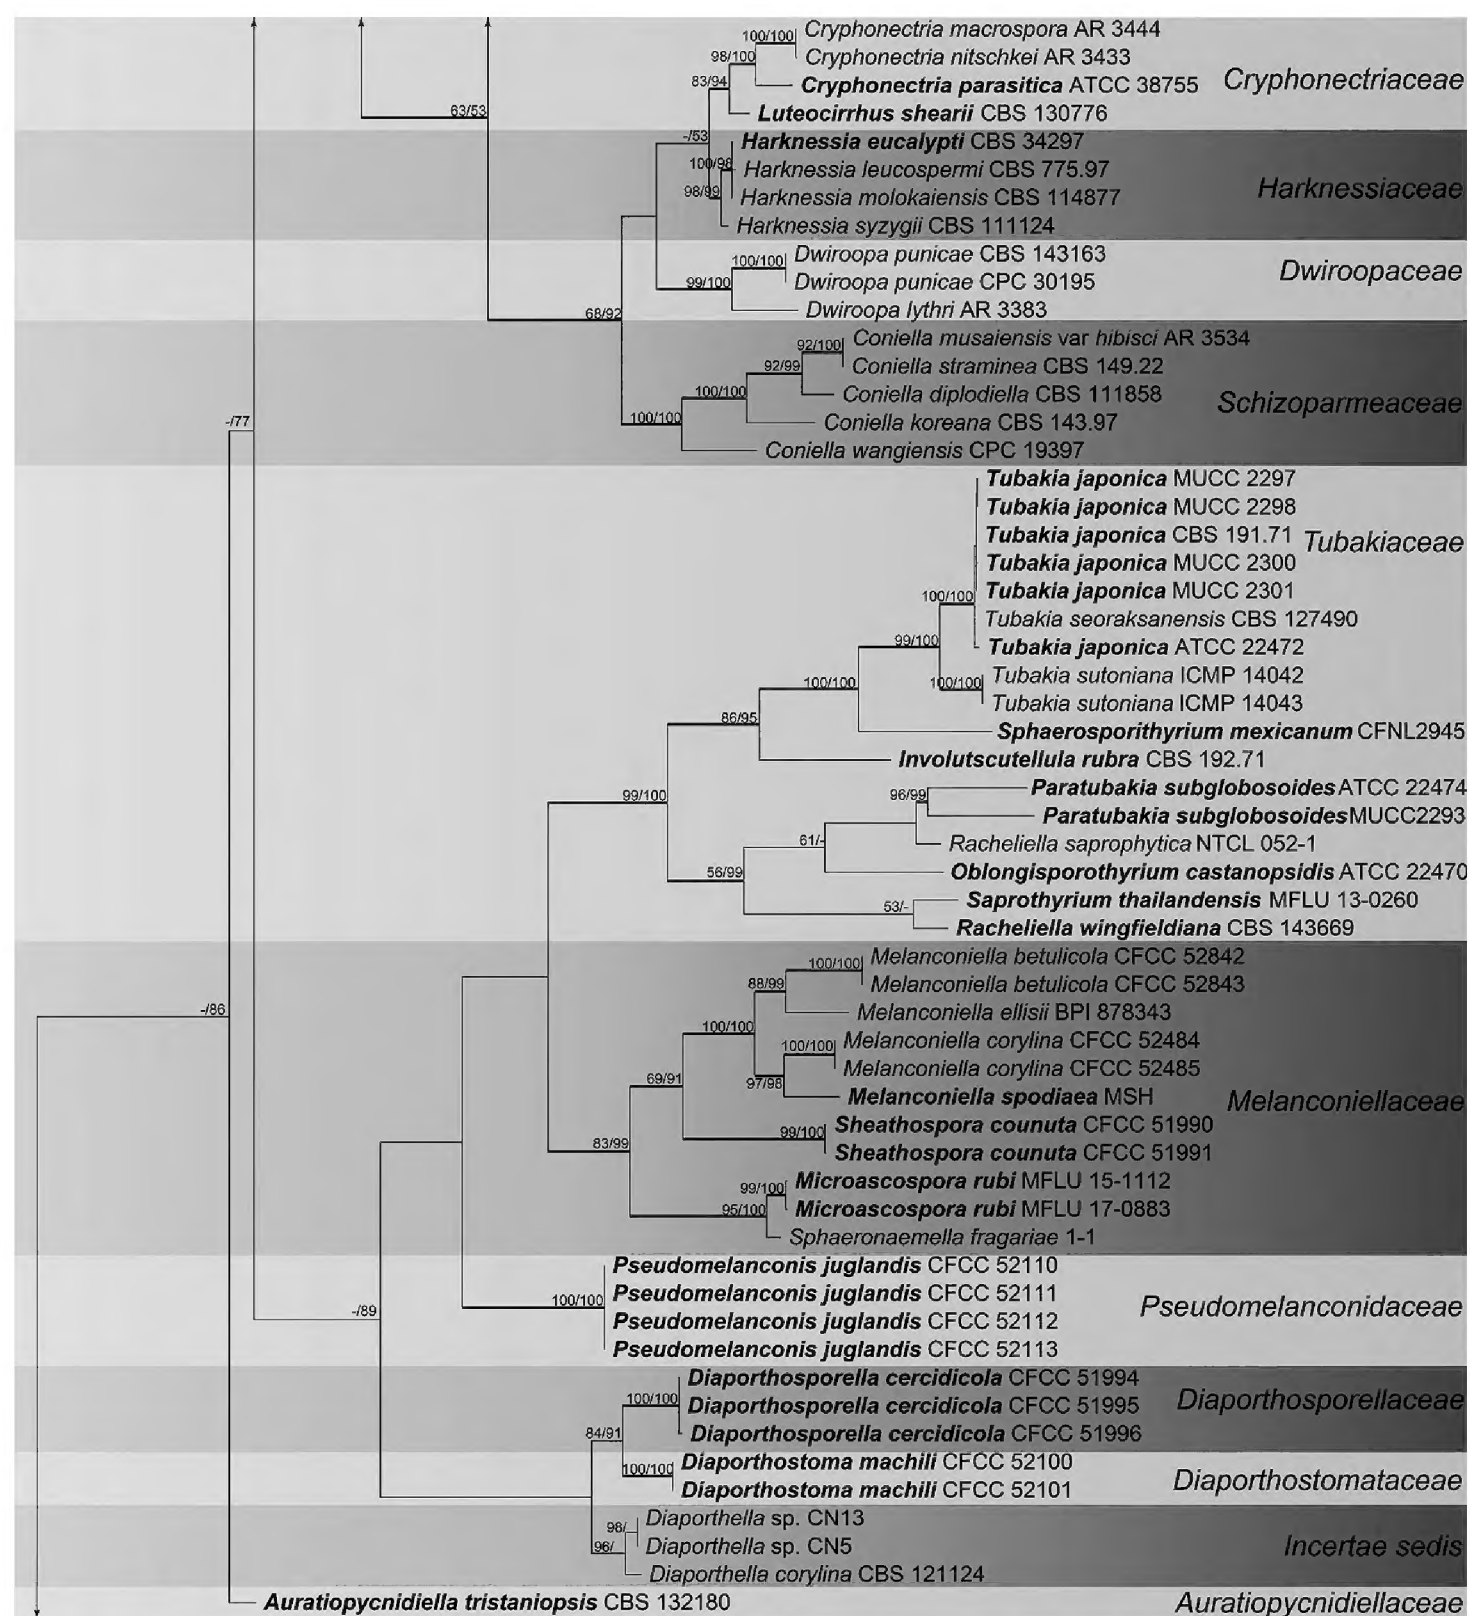 Cryphonectria macrospora AR 3444
100/100
Cryphonectria nitschkei AR 3433
98/100
Cryphonectriaceae
83/94
Cryphonectria parasitica ATCC 38755
63/53
Luteocirrhus shearii CBS 130776
-/53
Harknessia eucalypti CBS 34297
100/98
Harknessia leucospermi CBS 775.97
Harknessiaceae
98/99
Harknessia molokaiensis CBS 114877
Harknessia syzygii CBS 111124
Dwiroopa punicae CBS 143163
100/100
Dwiroopaceae
99/100
Dwiroopa punicae CPC 30195
68/92
Dwiroopa lythri AR 3383
Coniella musaiensis var hibisci AR 3534
92/100
92/99
Coniella straminea CBS 149.22
100/100
Coniella diplodiella CBS 111858
Schizoparmeaceae
100/100
Coniella koreana CBS 143.97
-/77
Coniella wangiensis CPC 19397
Tubakia japonica MUCC 2297
Tubakia japonica MUCC 2298
Tubakia japonica CBS 191.71
Tubakiaceae
Tubakia japonica MUCC 2300
Tubakia japonica MUCC 2301
100/100
Tubakia seoraksanensis CBS 127490
99/100
Tubakia japonica ATCC 22472
100/100
100/100
Tubakia sutoniana ICMP 14042
Tubakia sutoniana ICMP 14043
86/95
Sphaerosporithyrium mexicanum CFNL2945
Involutscutellula rubra CBS 192.71
99/100
96/99
Paratubakia subglobosoides ATCC 22474
Paratubakia subglobosoides MUCC2293
61/-
Racheliella saprophytica NTCL 052-1
56/99
Oblongisporothyrium castanopsidis ATCC 22470
53/-
Saprothyrium thailandensis MFLU 13-0260
Racheliella wingfieldiana CBS 143669
100/100
Melanconiella betulicola CFCC 52842
88/99
Melanconiella betulicola CFCC 52843
-/86
Melanconiella ellisii BPI 878343
100/100
100/100
Melanconiella corylina CFCC 52484
69/91
97/98
Melanconiella corylina CFCC 52485
Melanconiella spodiaea MSH
Melanconiellaceae
83/99
99/100
Sheathospora counuta CFCC 51990
Sheathospora counuta CFCC 51991
99/100
Microascospora rubi MFLU 15-1112
95/100
Microascospora rubi MFLU 17-0883
Sphaeronaemella fragariae 1-1
Pseudomelanconis juglandis CFCC 52110
-/89
100/100
Pseudomelanconis juglandis CFCC 52111
Pseudomelanconidaceae
Pseudomelanconis juglandis CFCC 52112
Pseudomelanconis juglandis CFCC 52113
Diaporthosporella cercidicola CFCC 51994
100/100
Diaporthosporella cercidicola CFCC 51995
Diaporthosporellaceae
84/91
Diaporthosporella cercidicola CFCC 51996
100/100
Diaporthostoma machili CFCC 52100
Diaporthostomataceae
Diaporthostoma machili CFCC 52101
98/
Diaporthella sp. CN13
96/
Diaporthella sp. CN5
Incertae sedis
Diaporthella corylina CBS 121124
Auratiopycnidiella tristaniopsis CBS 132180
Auratiopycnidiellaceae